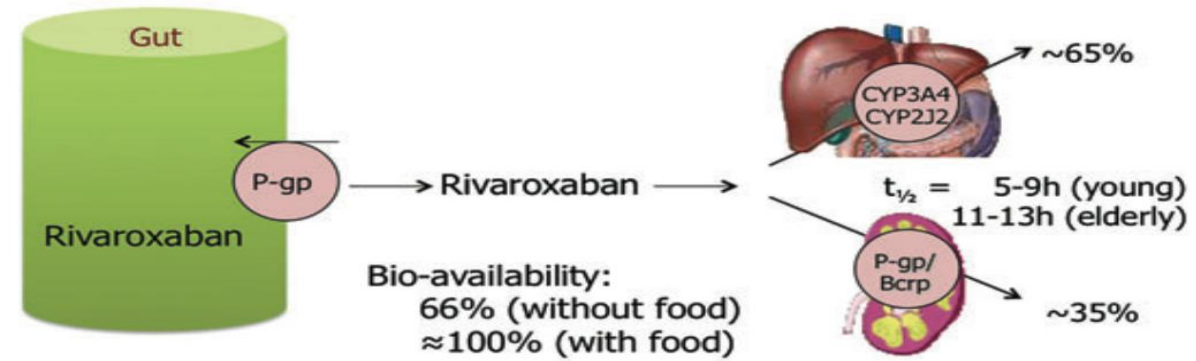 Gut
P-gp
Rivaroxaban
Rivaroxaban
Bio-availability:
66% (without food)
≈100% (with food)
CYP3A4
CYP2J2
~65%
t½ = 5-9h (young)
11-13h (elderly)
P-gp/
Bcrp
~35%